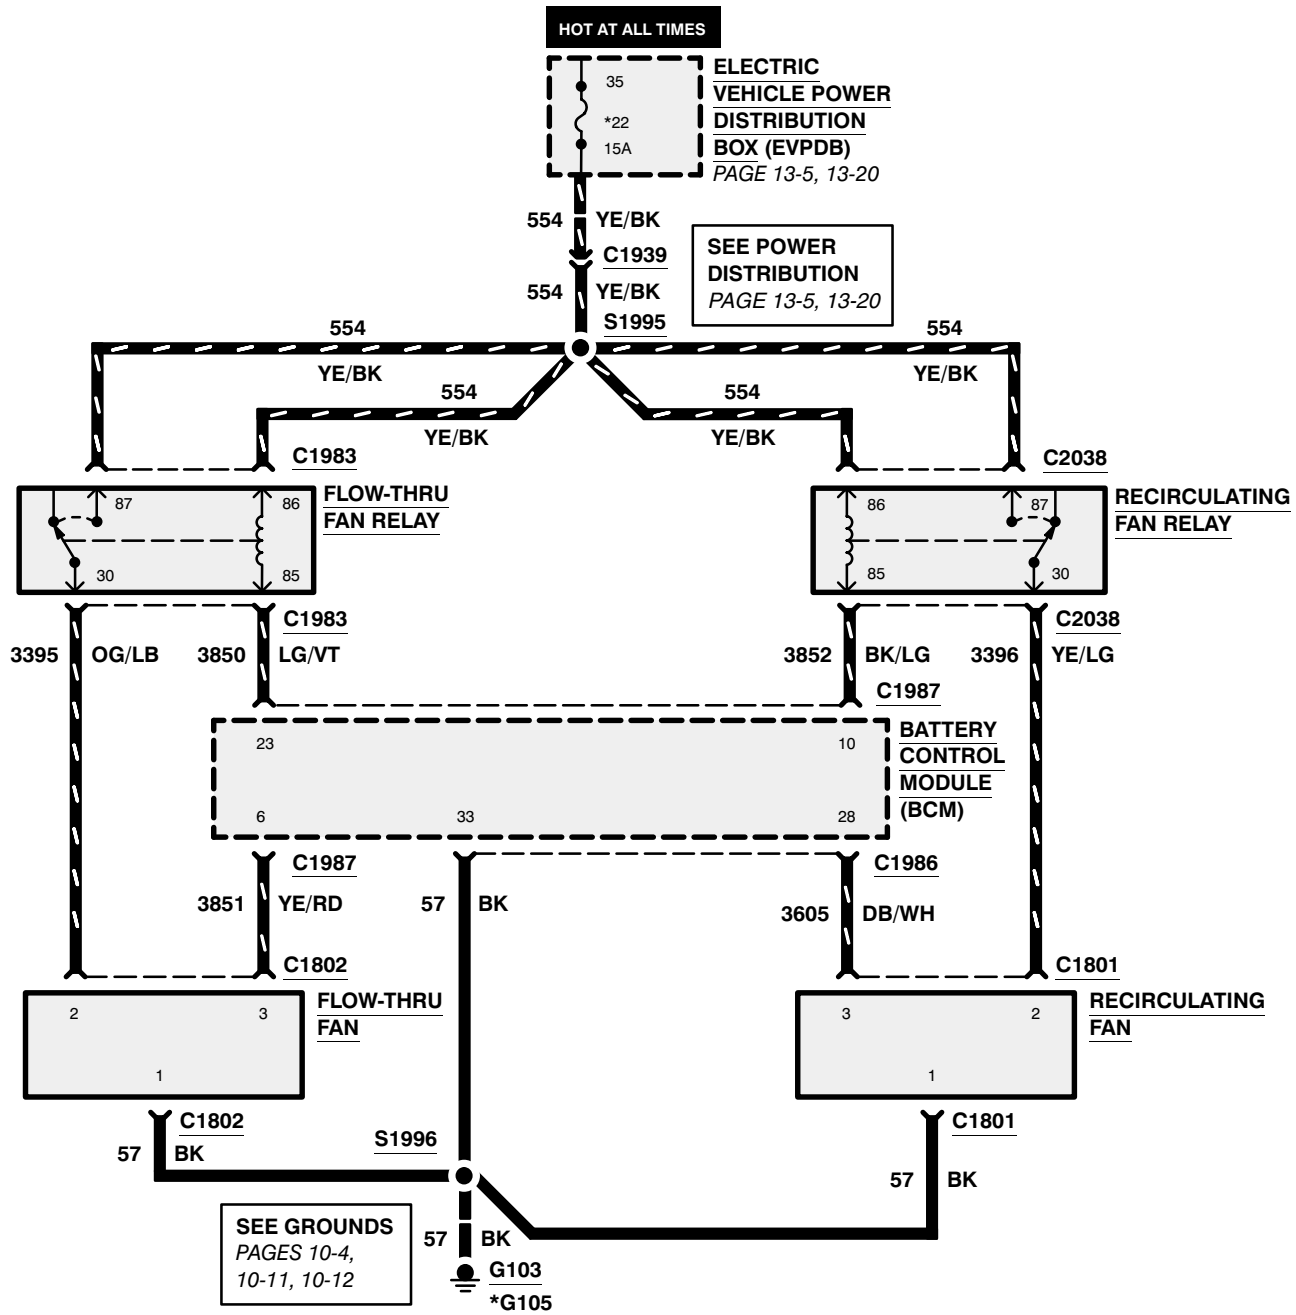 HOT AT ALL TIMES
35
*22
15A
ELECTRIC
VEHICLE POWER
DISTRIBUTION
BOX (EVPDB)
PAGE 13-5, 13-20
554 YE/BK
C1939
554 YE/BK
S1995
SEE POWER
DISTRIBUTION
PAGE 13-5, 13-20
554
YE/BK
554
YE/BK
554
YE/BK
554
YE/BK
C1983
C2038
87
86
30
85
FLOW-THRU
FAN RELAY
86
87
85
30
RECIRCULATING
FAN RELAY
C1983
C2038
3395 OG/LB
3850 LG/VT
3852 BK/LG
3396 YE/LG
C1987
23
10
6
33
28
BATTERY
CONTROL
MODULE
(BCM)
C1987
C1986
3851 YE/RD
57 BK
3605 DB/WH
C1802
C1801
2
3
1
FLOW-THRU
FAN
3
2
1
RECIRCULATING
FAN
C1802
C1801
57 BK
S1996
57 BK
SEE GROUNDS
PAGES 10-4,
10-11, 10-12
57 BK
G103
*G105